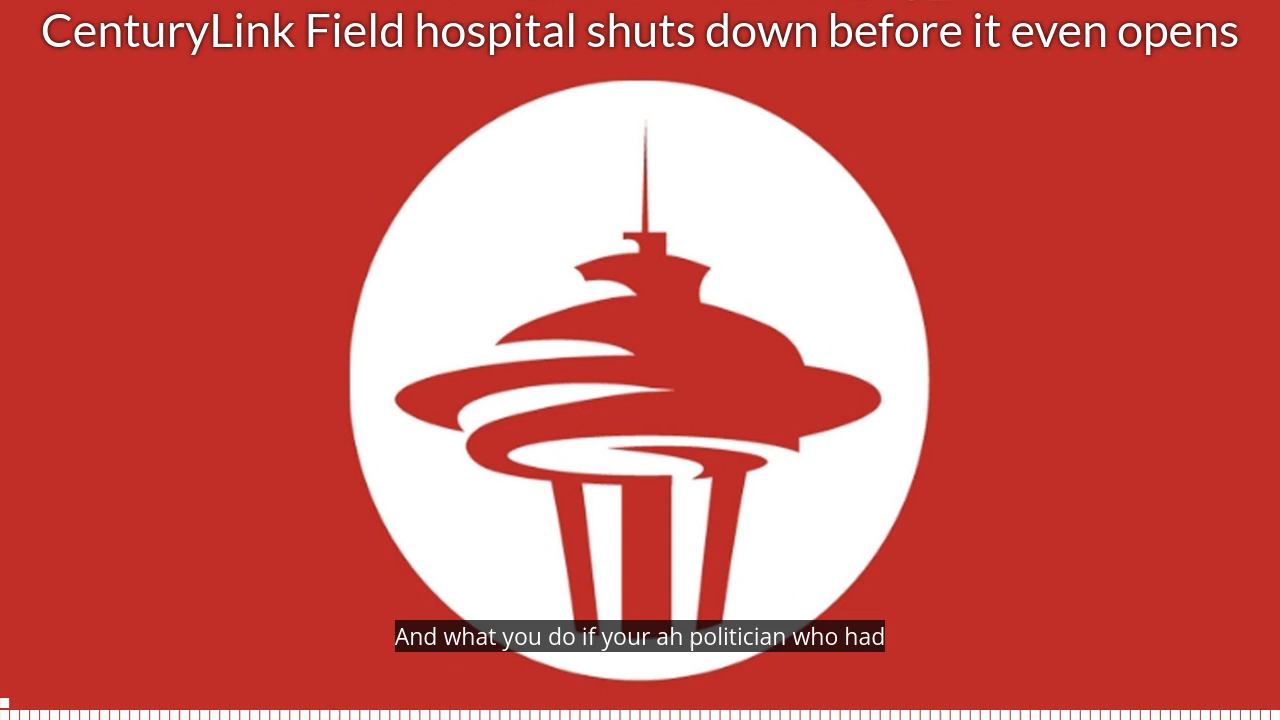 CenturyLink Field hospital shuts down before it even opens
And what you do if your ah politician who had